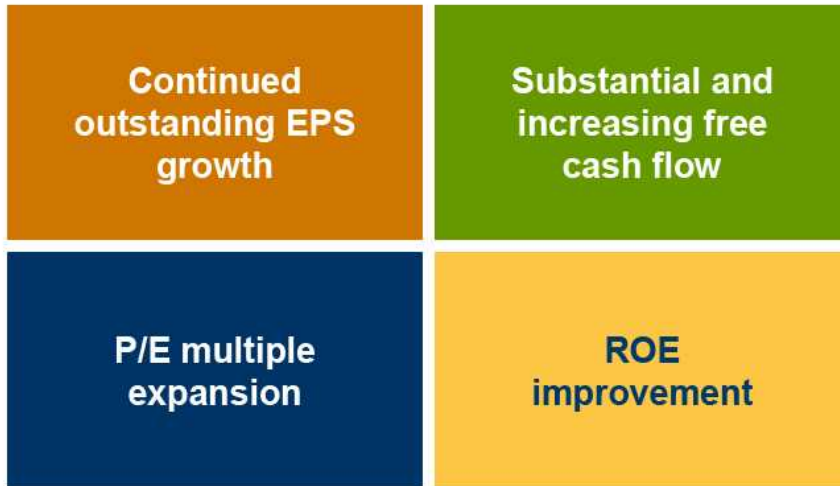 Continued
outstanding EPS
growth
Substantial and
increasing free
cash flow
P/E multiple
expansion
ROE
improvement